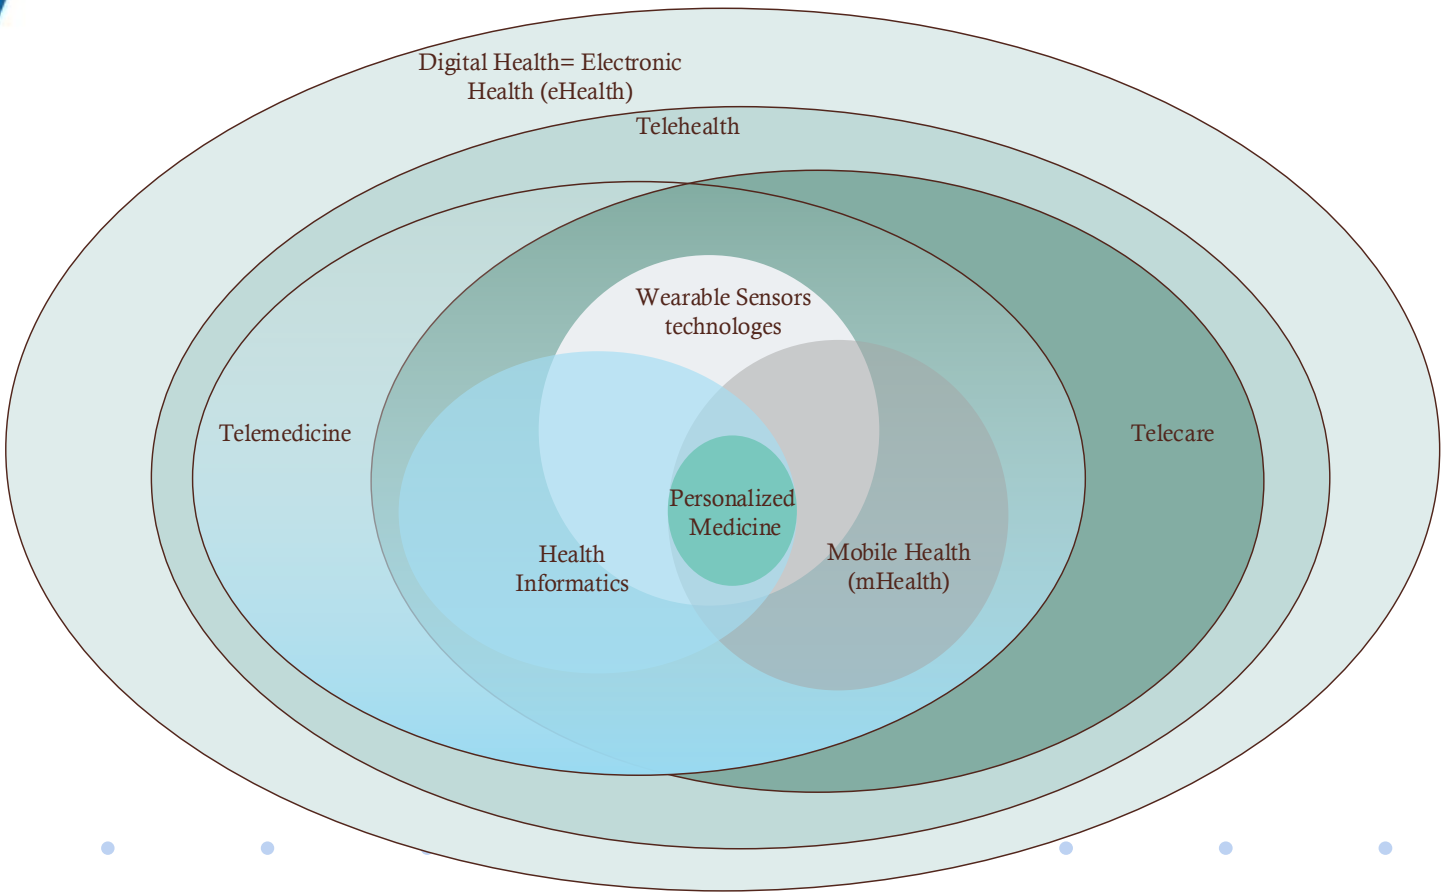 Digital Health= Electronic
Health (eHealth)
Telehealth
Wearable Sensors
technologes
Telemedicine
Telecare
Personalized
Medicine
Health
Informatics
Mobile Health
(mHealth)